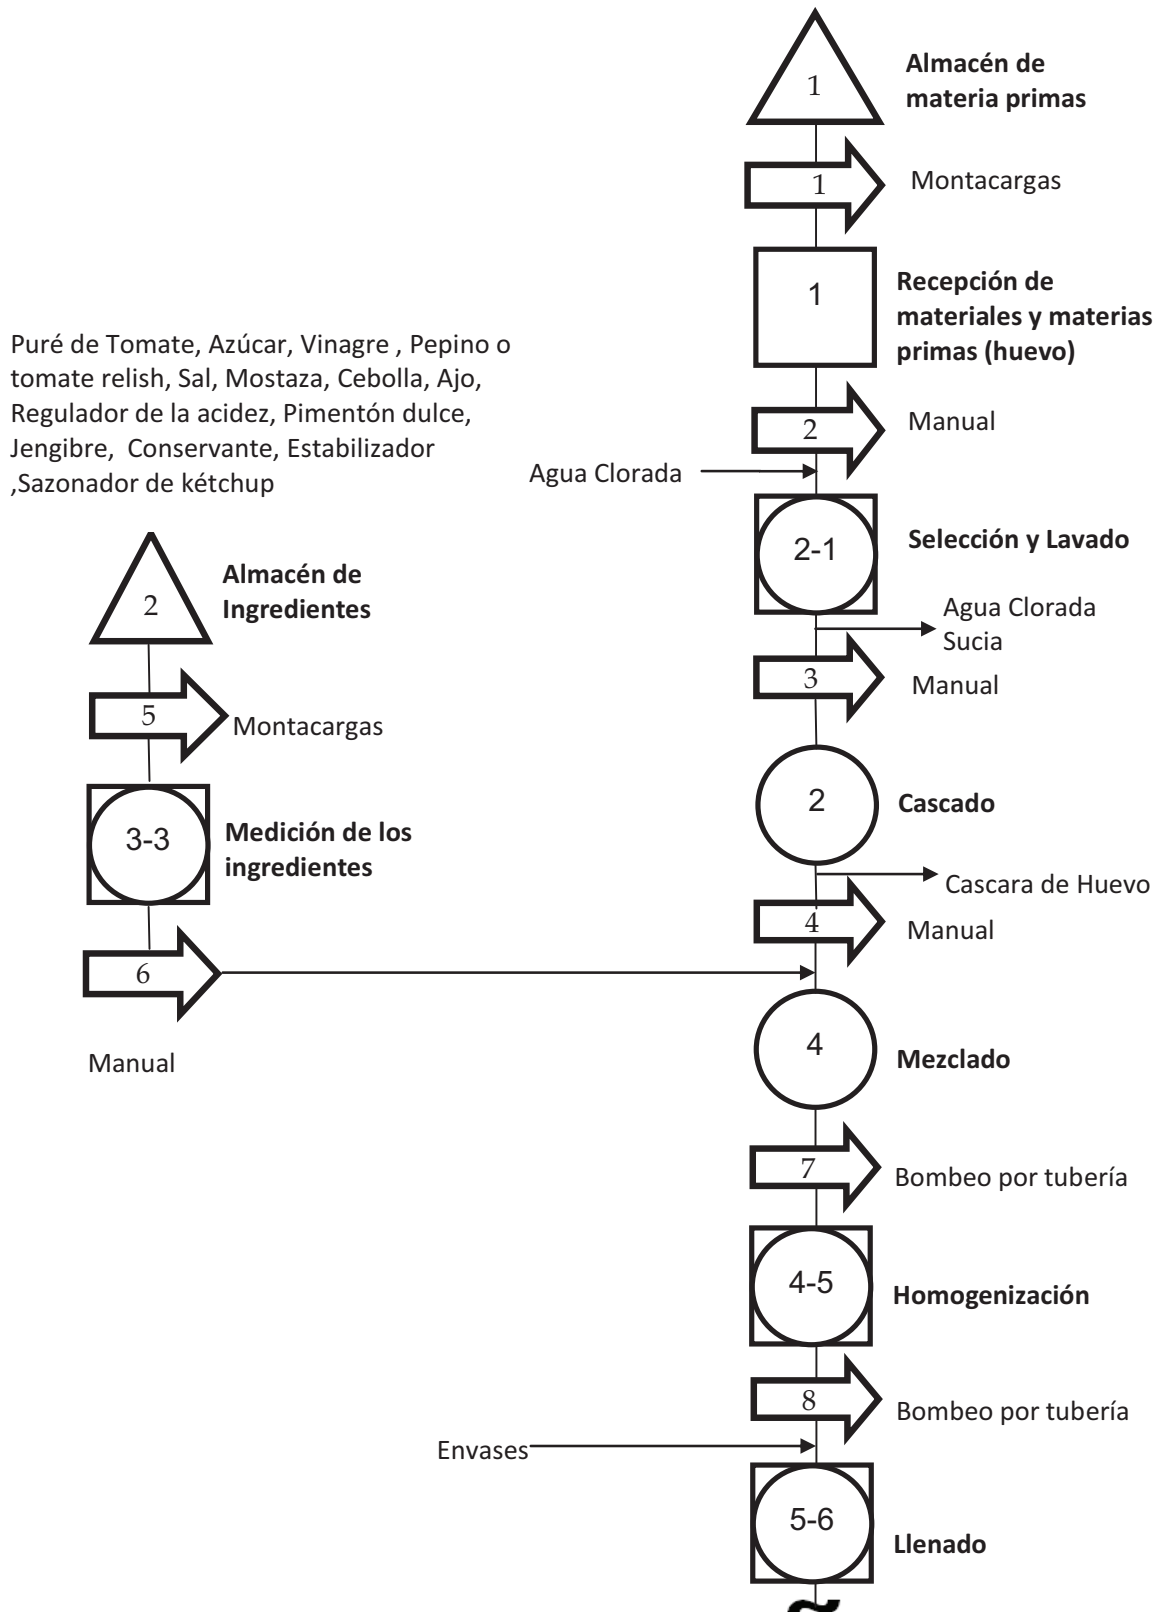 1
Almacén de
materia primas
1
Montacargas
1
Recepción de
materiales y materias
primas (huevo)
Puré de Tomate, Azúcar, Vinagre , Pepino o
tomate relish, Sal, Mostaza, Cebolla, Ajo,
Regulador de la acidez, Pimentón dulce,
Jengibre, Conservante, Estabilizador
,Sazonador de kétchup
2
Manual
Agua Clorada
2-1
Selección y Lavado
Agua Clorada
Sucia
3
Manual
2
Almacén de
Ingredientes
5
Montacargas
2
Cascado
3-3
Medición de los
ingredientes
Cascara de Huevo
4
Manual
6
Manual
4
Mezclado
7
Bombeo por tubería
4-5
Homogenización
8
Bombeo por tubería
Envases
5-6
Llenado
~